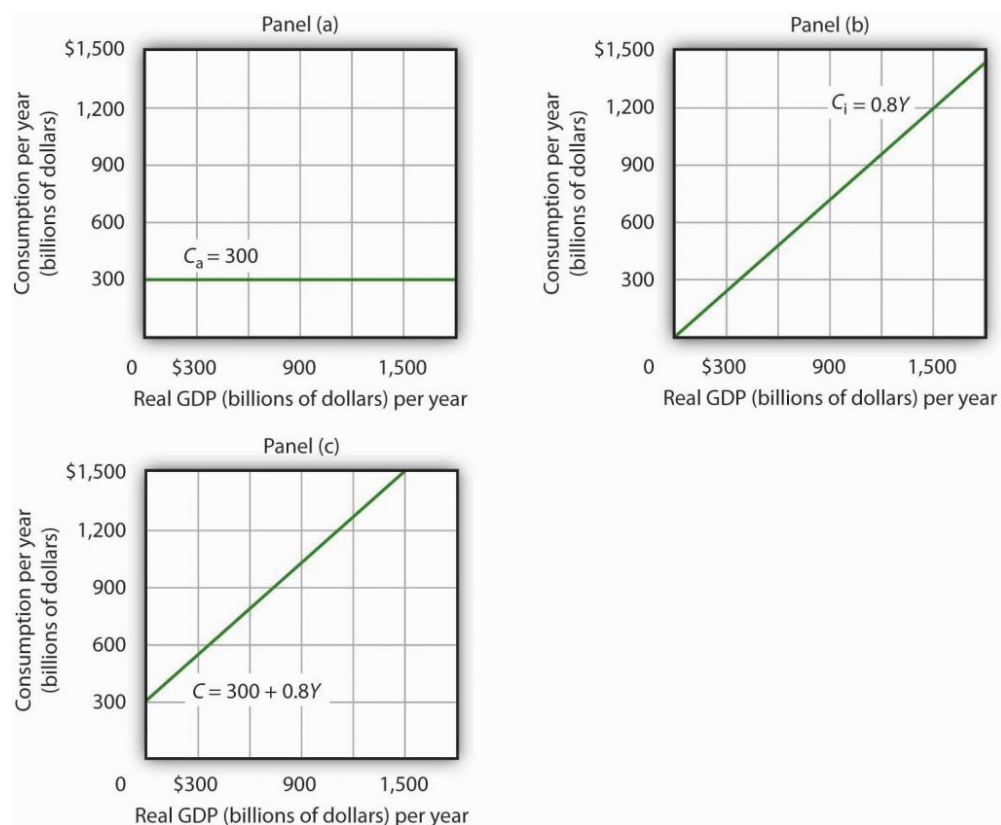 Panel (a)
$1,500
1,200
900
600
300
Consumption per year
(billions of dollars)
Ca = 300
0 $300 900 1,500
Real GDP (billions of dollars) per year
Panel (b)
$1,500
1,200
900
600
300
Consumption per year
(billions of dollars)
Ci = 0.8Y
0 $300 900 1,500
Real GDP (billions of dollars) per year
Panel (c)
$1,500
1,200
900
600
300
Consumption per year
(billions of dollars)
C = 300 + 0.8Y
0 $300 900 1,500
Real GDP (billions of dollars) per year